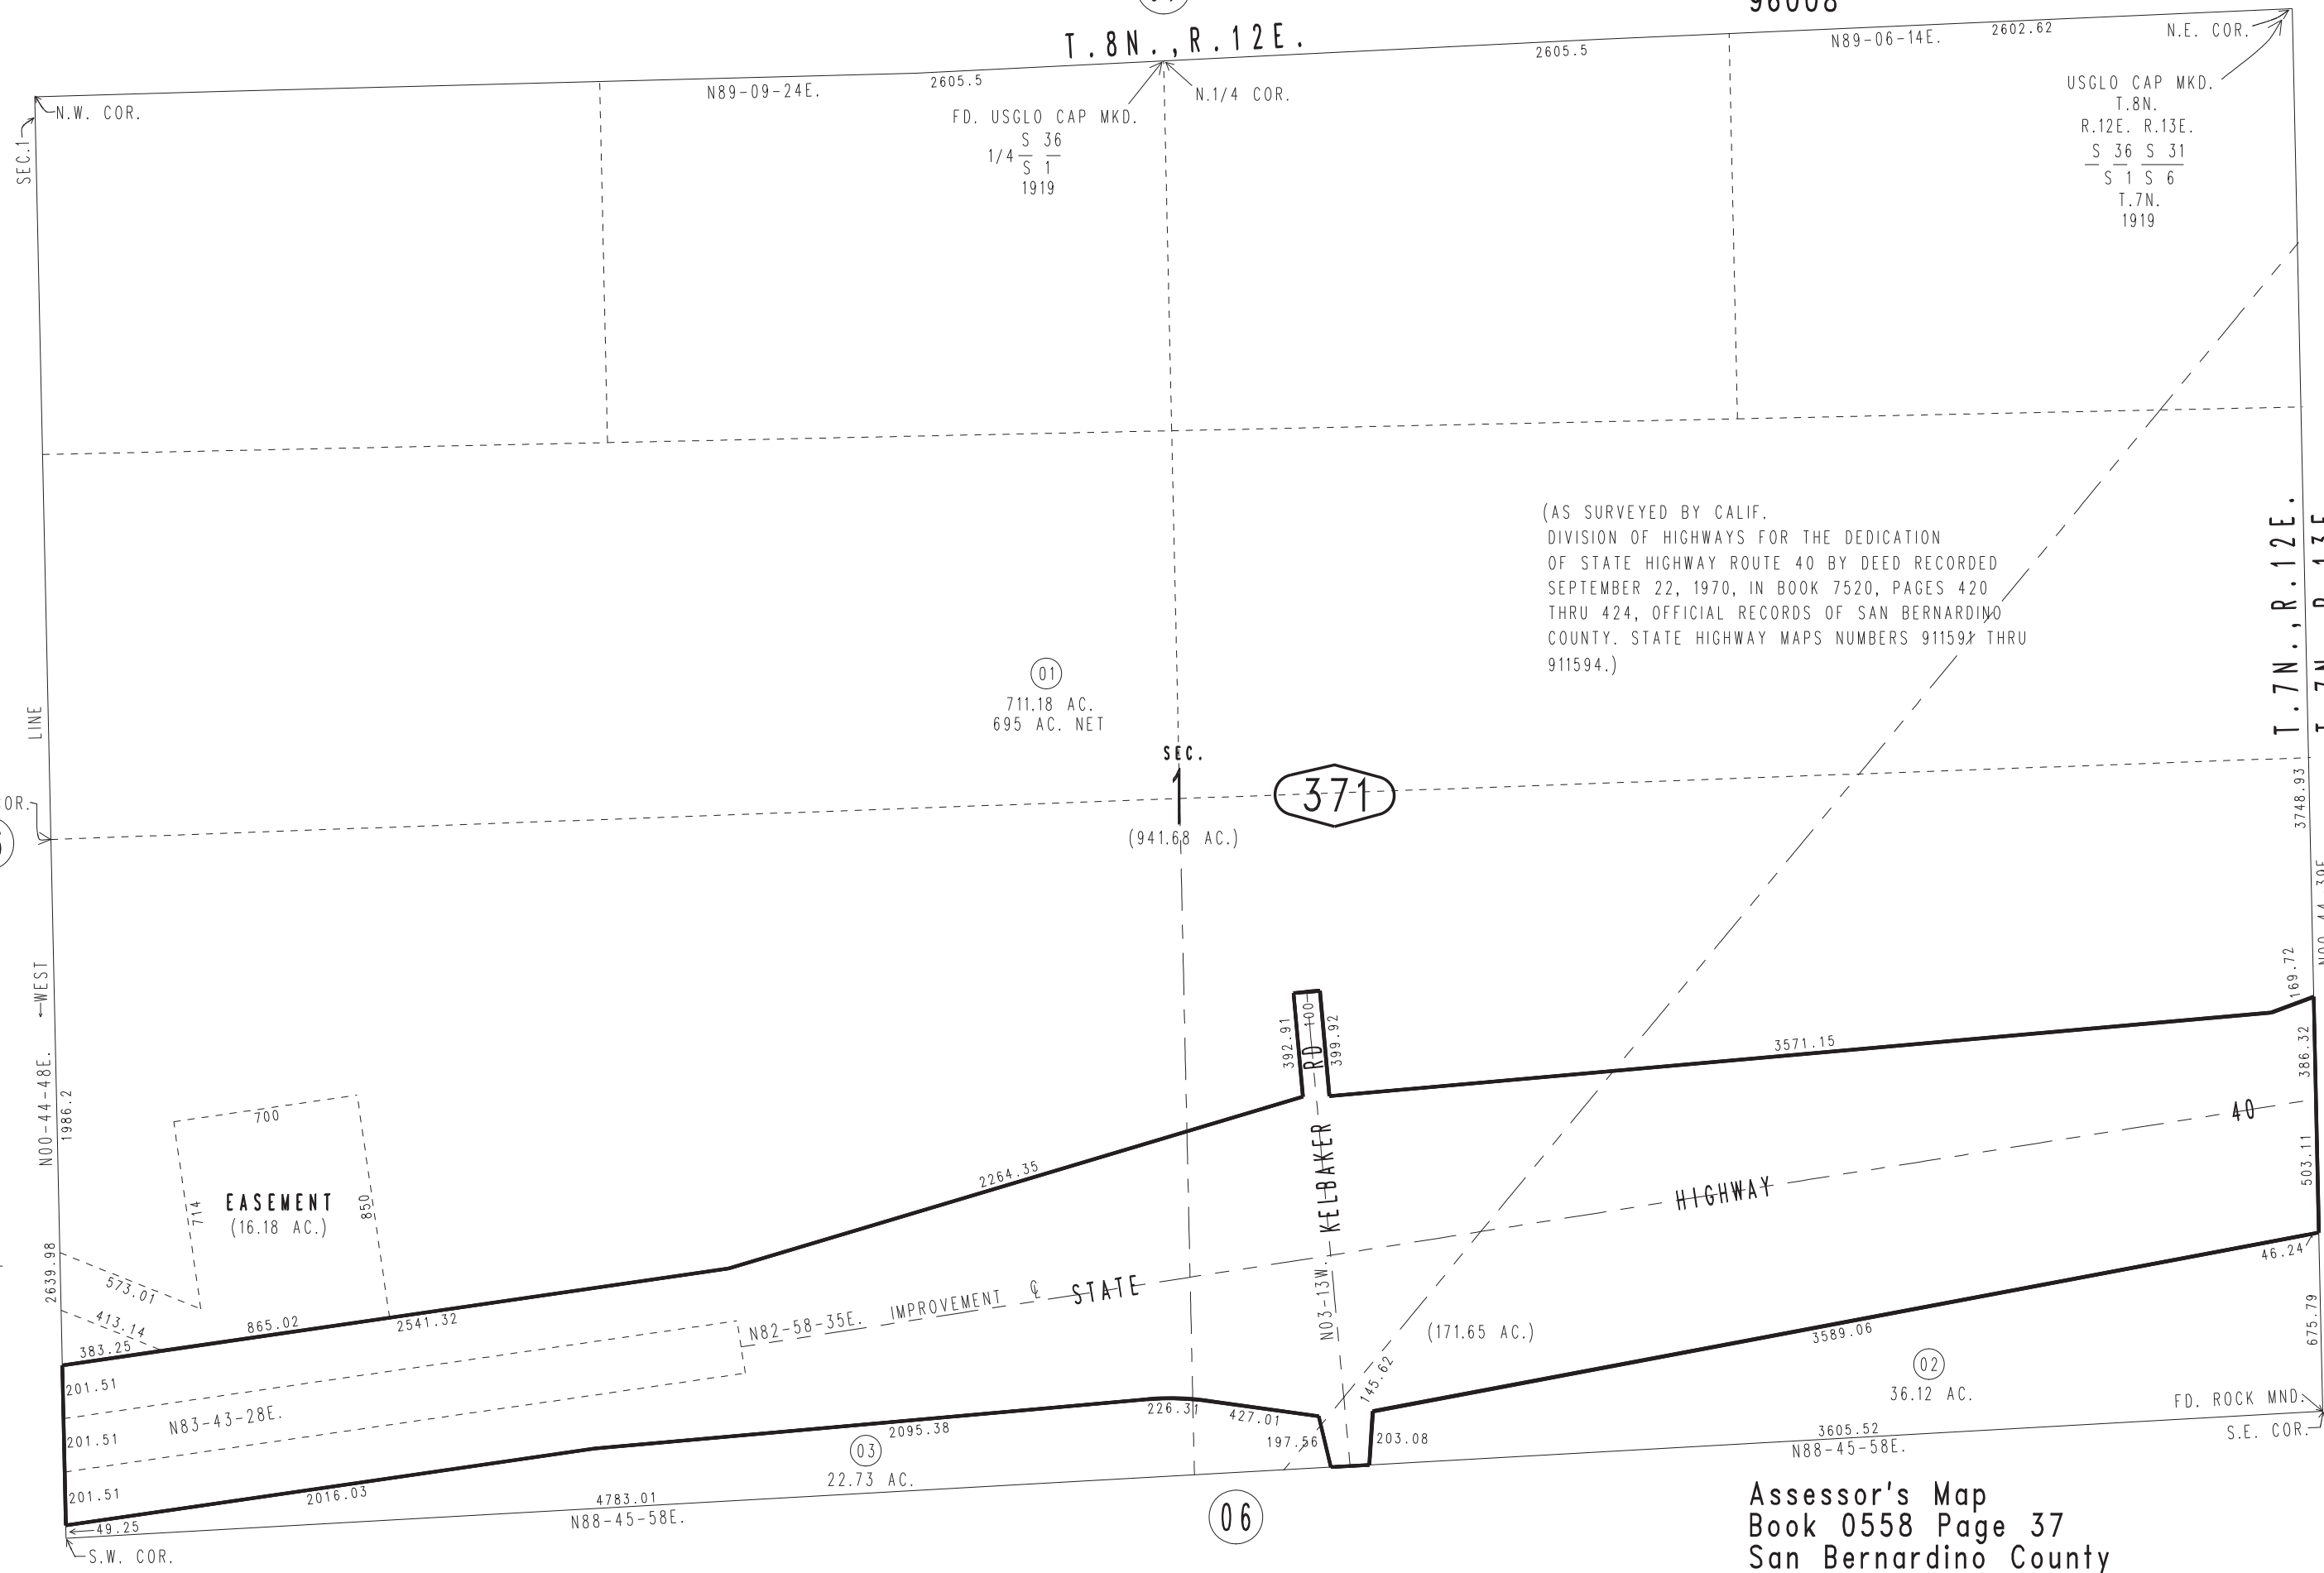 96008
T.8N.,R.12E.
N89-09-24E.
2605.5
2605.5
N89-06-14E.
2602.62
N.E. COR.
N.W. COR.
SEC.1
N.1/4 COR.
FD. USGLO CAP MKD.
S 36
1/4
S 1
1919
USGLO CAP MKD.
T.8N.
R.12E. R.13E.
S 36 S 31
S 1 S 6
T.7N.
1919
(AS SURVEYED BY CALIF.
DIVISION OF HIGHWAYS FOR THE DEDICATION
OF STATE HIGHWAY ROUTE 40 BY DEED RECORDED
SEPTEMBER 22, 1970, IN BOOK 7520, PAGES 420
THRU 424, OFFICIAL RECORDS OF SAN BERNARDINO
COUNTY. STATE HIGHWAY MAPS NUMBERS 911591 THRU
911594.)
T.7N.,R.12E.
01
711.18 AC.
695 AC. NET
LINE
SEC.
1
371
(941.68 AC.)
COR.
3748.93
WEST
N00-44-48E.
1986.2
2639.98
169.72
386.32
503.11
392.91
100
399.92
KELBAKER RD
3571.15
40
HIGHWAY
STATE
700
714
850
EASEMENT
(16.18 AC.)
2264.35
573.01
413.14
383.25
865.02
2541.32
N82-58-35E. IMPROVEMENT ℄
N03-13W.
(171.65 AC.)
145.62
3589.06
46.24
675.79
201.51
201.51
201.51
N83-43-28E.
02
36.12 AC.
FD. ROCK MND.
S.E. COR.
226.31
427.01
2095.38
03
22.73 AC.
197.56
203.08
3605.52
N88-45-58E.
2016.03
4783.01
N88-45-58E.
49.25
S.W. COR.
06
Assessor's Map
Book 0558 Page 37
San Bernardino County